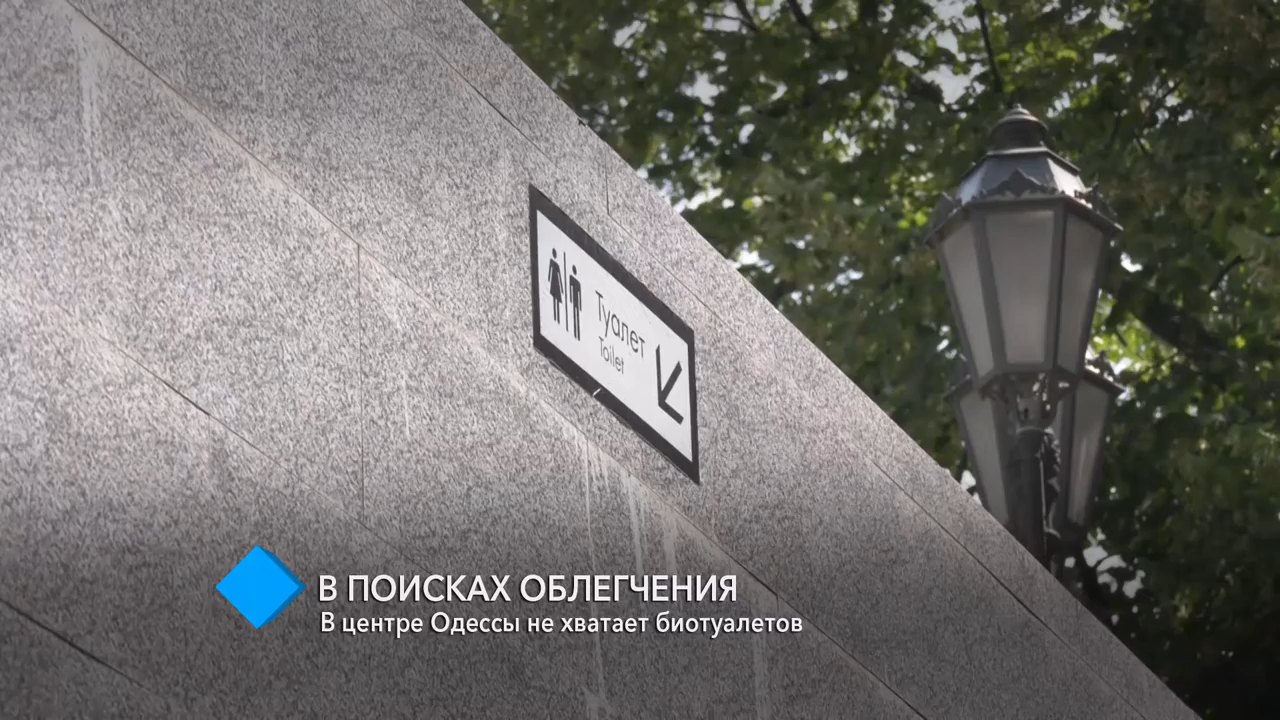 Туалет
Toilet
В ПОИСКАХ ОБЛЕГЧЕНИЯ
В центре Одессы не хватает биотуалетов